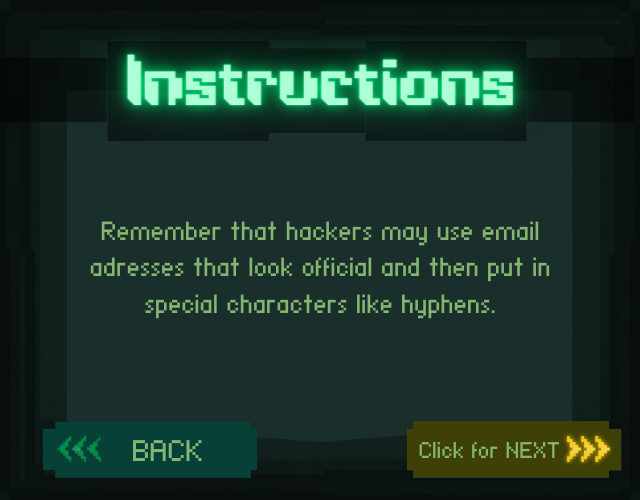 Instructions
Remember that hackers may use email
adresses that look official and then put in
special characters like hyphens.
BACK
Click for NEXT